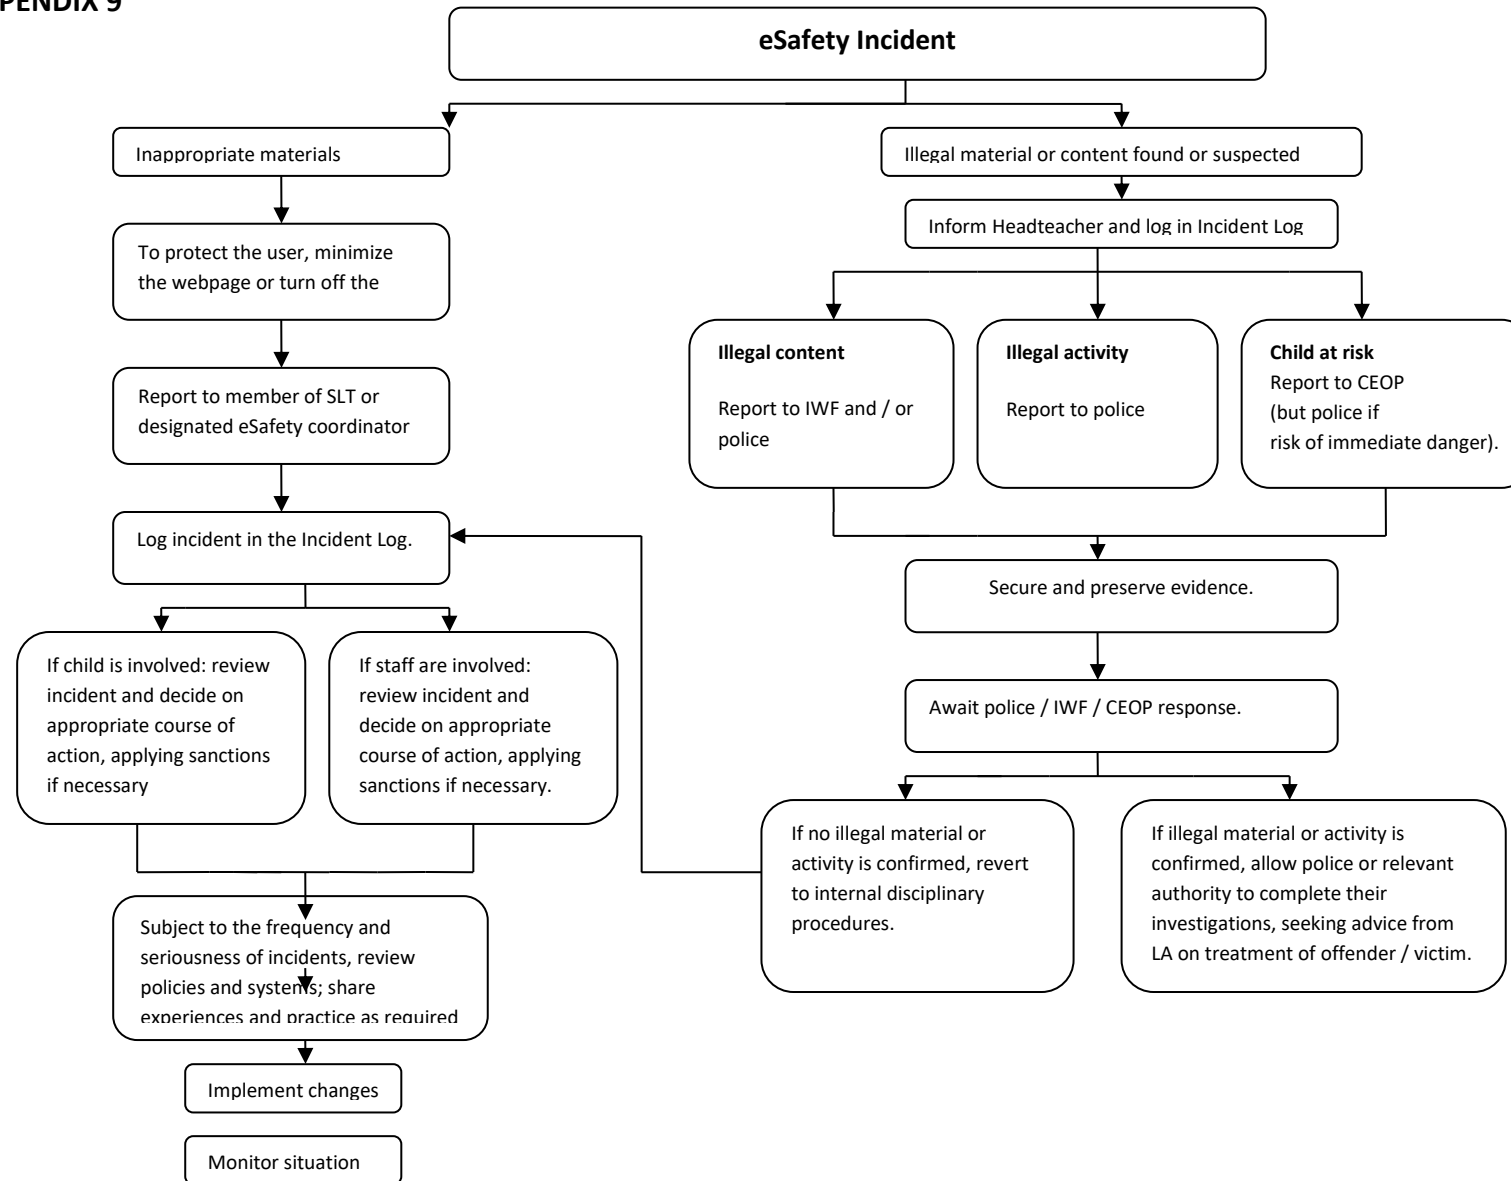 PENDIX 9
eSafety Incident
Inappropriate materials
To protect the user, minimize
the webpage or turn off the
Report to member of SLT or
designated eSafety coordinator
Log incident in the Incident Log.
If child is involved: review
incident and decide on
appropriate course of
action, applying sanctions
if necessary
If staff are involved:
review incident and
decide on appropriate
course of action, applying
sanctions if necessary.
Subject to the frequency and
seriousness of incidents, review
policies and systems; share
experiences and practice as required
Implement changes
Monitor situation
Illegal material or content found or suspected
Inform Headteacher and log in Incident Log
Illegal content
Report to IWF and / or
police
Illegal activity
Report to police
Child at risk
Report to CEOP
(but police if
risk of immediate danger).
Secure and preserve evidence.
Await police / IWF / CEOP response.
If no illegal material or
activity is confirmed, revert
to internal disciplinary
procedures.
If illegal material or activity is
confirmed, allow police or relevant
authority to complete their
investigations, seeking advice from
LA on treatment of offender / victim.